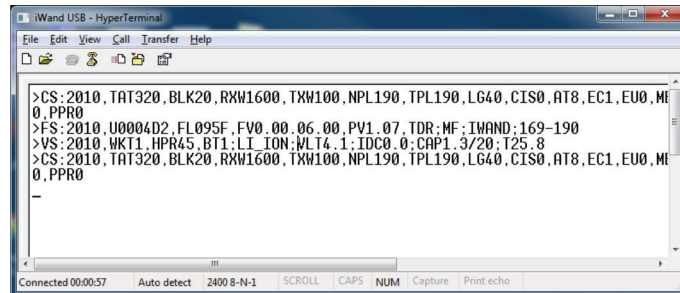 iWand USB - HyperTerminal
File Edit View Call Transfer Help
>CS:2010,TAT320,BLK20,RXW1600,TXW100,NPL190,TPL190,LG40,CIS0,AT8,EC1,EU0,ME
0,PPR0
>FS:2010,U0004D2,FL095F,FV0.00.06.00,PV1.07,TDR;MF;IWAND;169-190
>VS:2010,WKT1,HPR45,BT1;LI_ION;VLT4.1;IDC0.0;CAP1.3/20;T25.8
>CS:2010,TAT320,BLK20,RXW1600,TXW100,NPL190,TPL190,LG40,CIS0,AT8,EC1,EU0,ME
0,PPR0
_
Connected 00:00:57 Auto detect 2400 8-N-1 SCROLL CAPS NUM Capture Print echo